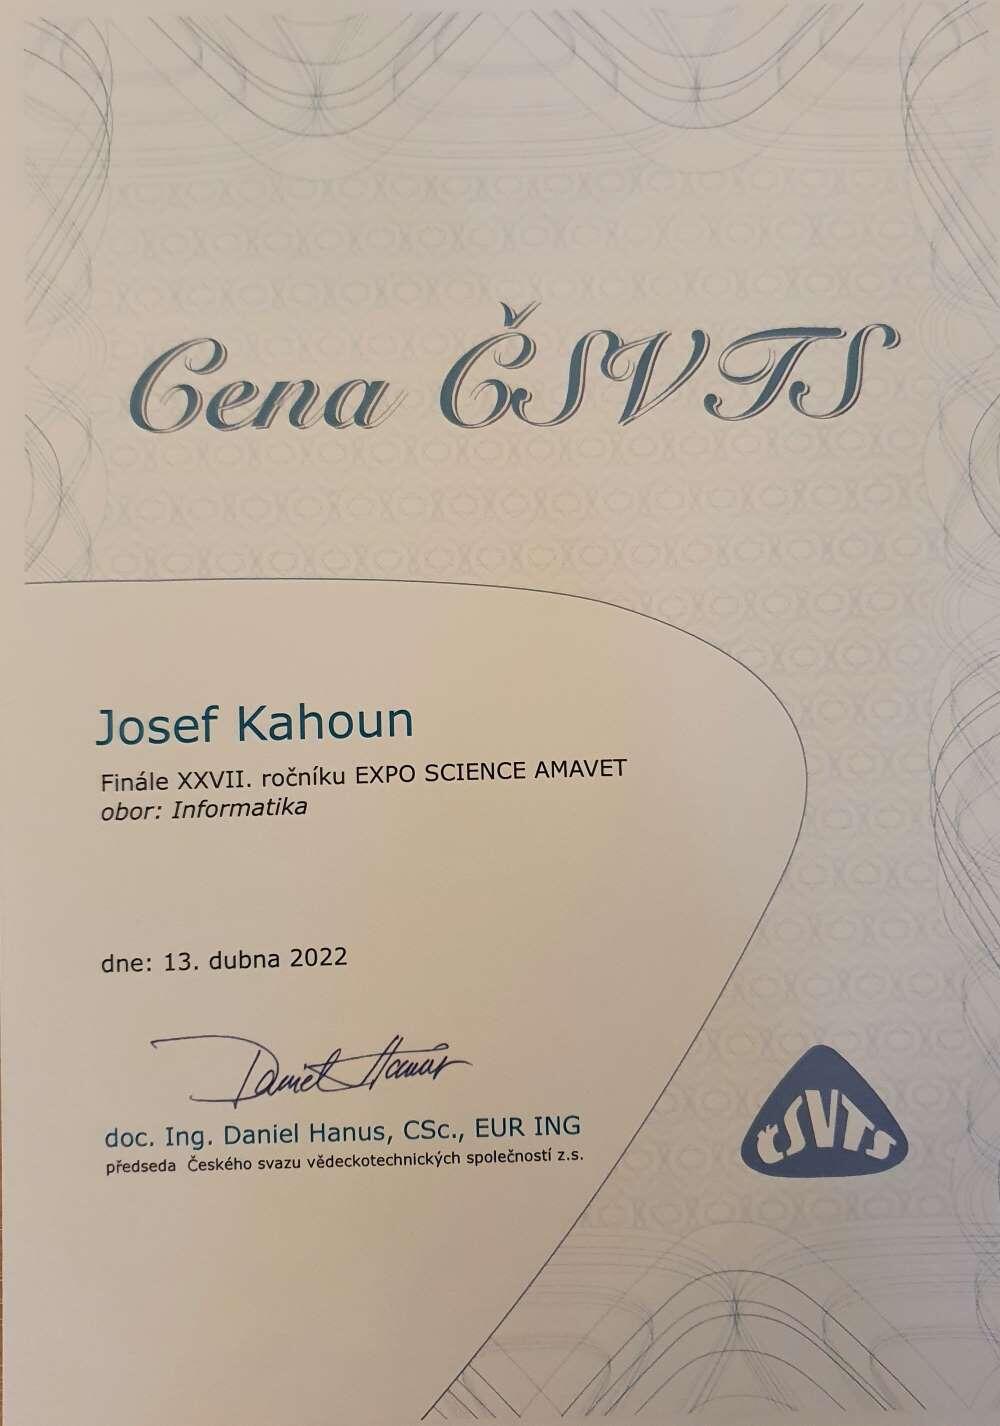 Cena ČSVTS
Josef Kahoun
Finále XXVII. ročníku EXPO SCIENCE AMAVET
obor: Informatika
dne: 13. dubna 2022
Daniel Hanus
doc. Ing. Daniel Hanus, CSc., EUR ING
předseda Českého svazu vědeckotechnických společností z.s.
ČSVTS